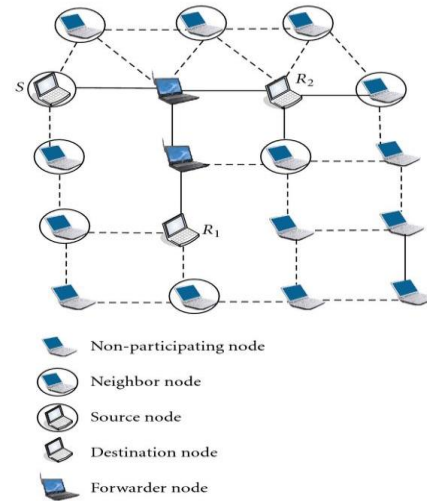 S
R2
R1
Non-participating node
Neighbor node
Source node
Destination node
Forwarder node